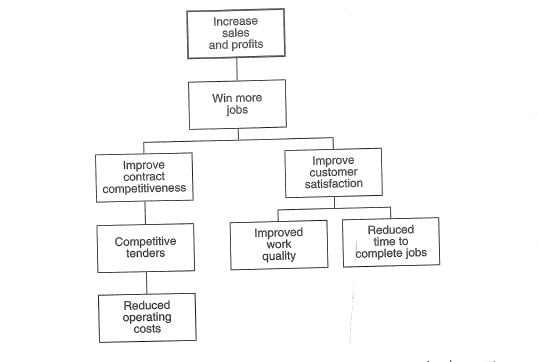 Increase
sales
and profits
Win more
jobs
Improve
contract
competitiveness
Improve
customer
satisfaction
Competitive
tenders
Improved
work
quality
Reduced
time to
complete jobs
Reduced
operating
costs